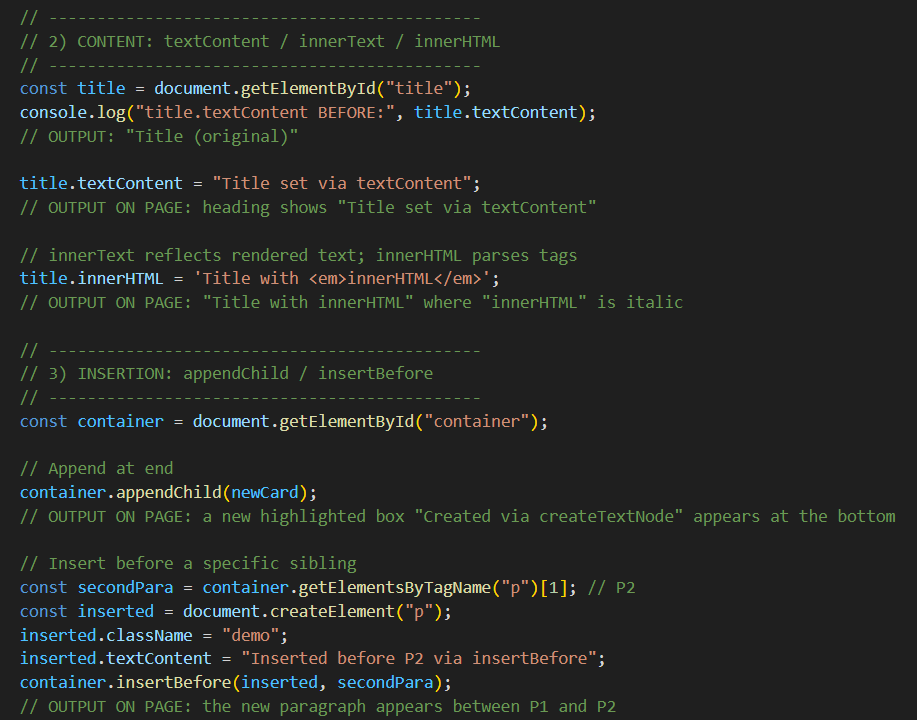 // ---------------------------------------------
// 2) CONTENT: textContent / innerText / innerHTML
// ---------------------------------------------
const title = document.getElementById("title");
console.log("title.textContent BEFORE:", title.textContent);
// OUTPUT: "Title (original)"

title.textContent = "Title set via textContent";
// OUTPUT ON PAGE: heading shows "Title set via textContent"

// innerText reflects rendered text; innerHTML parses tags
title.innerHTML = 'Title with <em>innerHTML</em>';
// OUTPUT ON PAGE: "Title with innerHTML" where "innerHTML" is italic

// ---------------------------------------------
// 3) INSERTION: appendChild / insertBefore
// ---------------------------------------------
const container = document.getElementById("container");

// Append at end
container.appendChild(newCard);
// OUTPUT ON PAGE: a new highlighted box "Created via createTextNode" appears at the bottom

// Insert before a specific sibling
const secondPara = container.getElementsByTagName("p")[1]; // P2
const inserted = document.createElement("p");
inserted.className = "demo";
inserted.textContent = "Inserted before P2 via insertBefore";
container.insertBefore(inserted, secondPara);
// OUTPUT ON PAGE: the new paragraph appears between P1 and P2